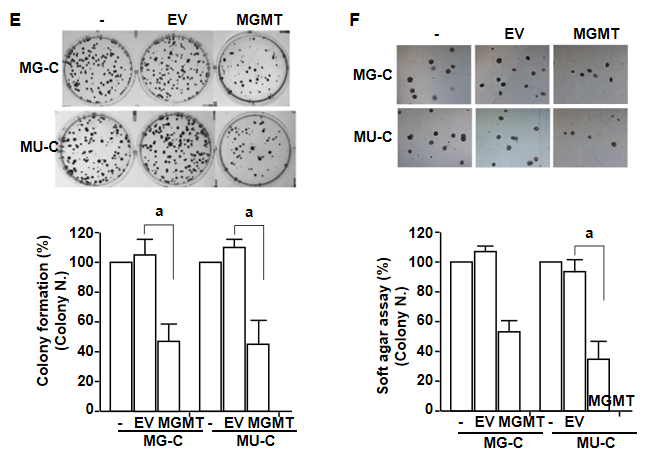 E
- EV MGMT
MG-C
MU-C
Colony formation (%)
(Colony N.)
120
100
80
60
40
20
0
a
a
- EV MGMT - EV MGMT
MG-C MU-C
F
- EV MGMT
MG-C
MU-C
Soft agar assay (%)
(Colony N.)
120
100
80
60
40
20
0
a
- EV MGMT - EV MGMT
MG-C MU-C